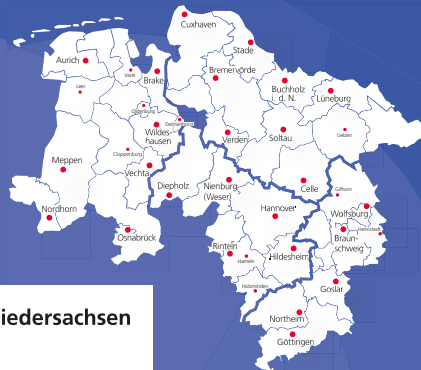 Cuxhaven
Stade
Aurich
Varel
Brake
Bremervörde
Leer
Buchholz
i. d. N.
Lüneburg
Oldenburg
Delmenhorst
Wildes-
hausen
Verden
Soltau
Uelzen
Cloppenburg
Meppen
Vechta
Diepholz
Nienburg
(Weser)
Celle
Gifhorn
Nordhorn
Hannover
Wolfsburg
Helmstedt
Osnabrück
Braun-
schweig
Rinteln
Hameln
Hildesheim
Holzminden
Goslar
iedersachsen
Northeim
Göttingen